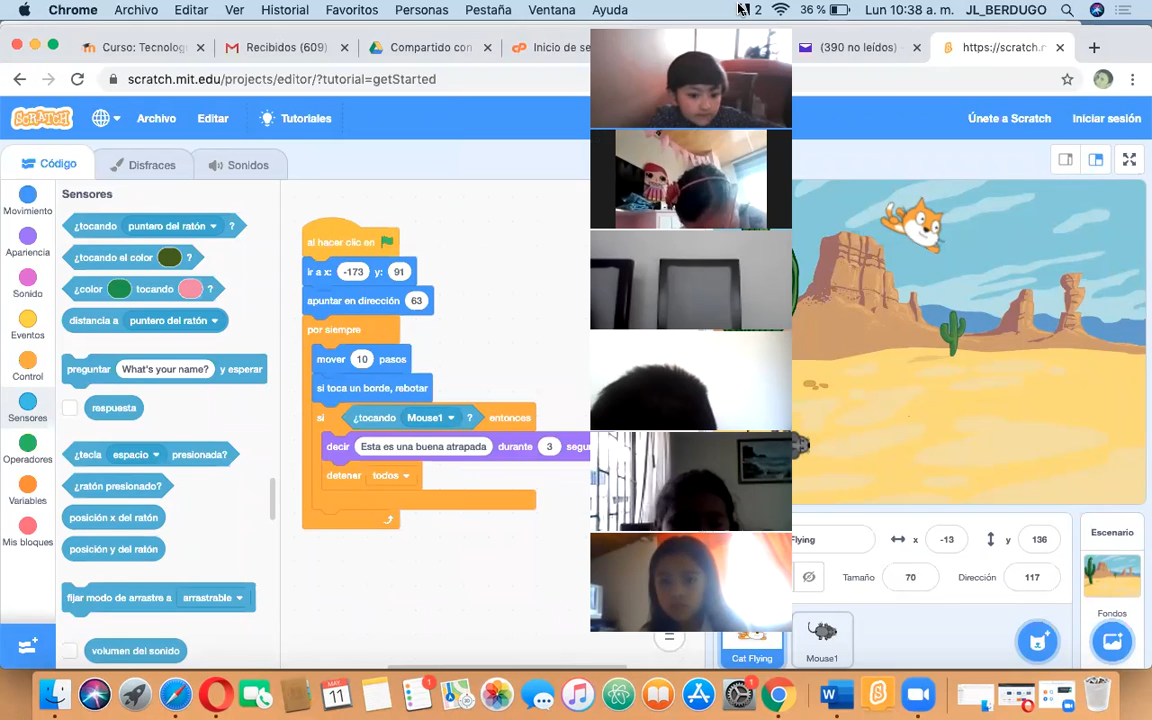 Chrome Archivo Editar Ver Historial Favoritos Personas Pestaña Ventana Ayuda 2 36 % Lun 10:38 a. m. JL_BERDUGO
Curso: Tecnolog Recibidos (609) Compartido con Inicio de se (390 no leídos) https://scratch.m
scratch.mit.edu/projects/editor/?tutorial=getStarted
SCRATCH Archivo Editar Tutoriales Únete a Scratch Iniciar sesión
Código Disfraces Sonidos
Movimiento
Apariencia
Sonido
Eventos
Control
Sensores
Operadores
Variables
Mis bloques
Sensores
¿tocando puntero del ratón ?
¿tocando el color ?
¿color tocando ?
distancia a puntero del ratón
preguntar What's your name? y esperar
respuesta
¿tecla espacio presionada?
¿ratón presionado?
posición x del ratón
posición y del ratón
fijar modo de arrastre a arrastrable
volumen del sonido
al hacer clic en
ir a x: -173 y: 91
apuntar en dirección 63
por siempre
mover 10 pasos
si toca un borde, rebotar
si ¿tocando Mouse1 ? entonces
decir Esta es una buena atrapada durante 3 segu
detener todos
Flying x -13 y 136
Tamaño 70 Dirección 117
Cat Flying
Mouse1
Escenario
Fondos
MAY
11
1
1